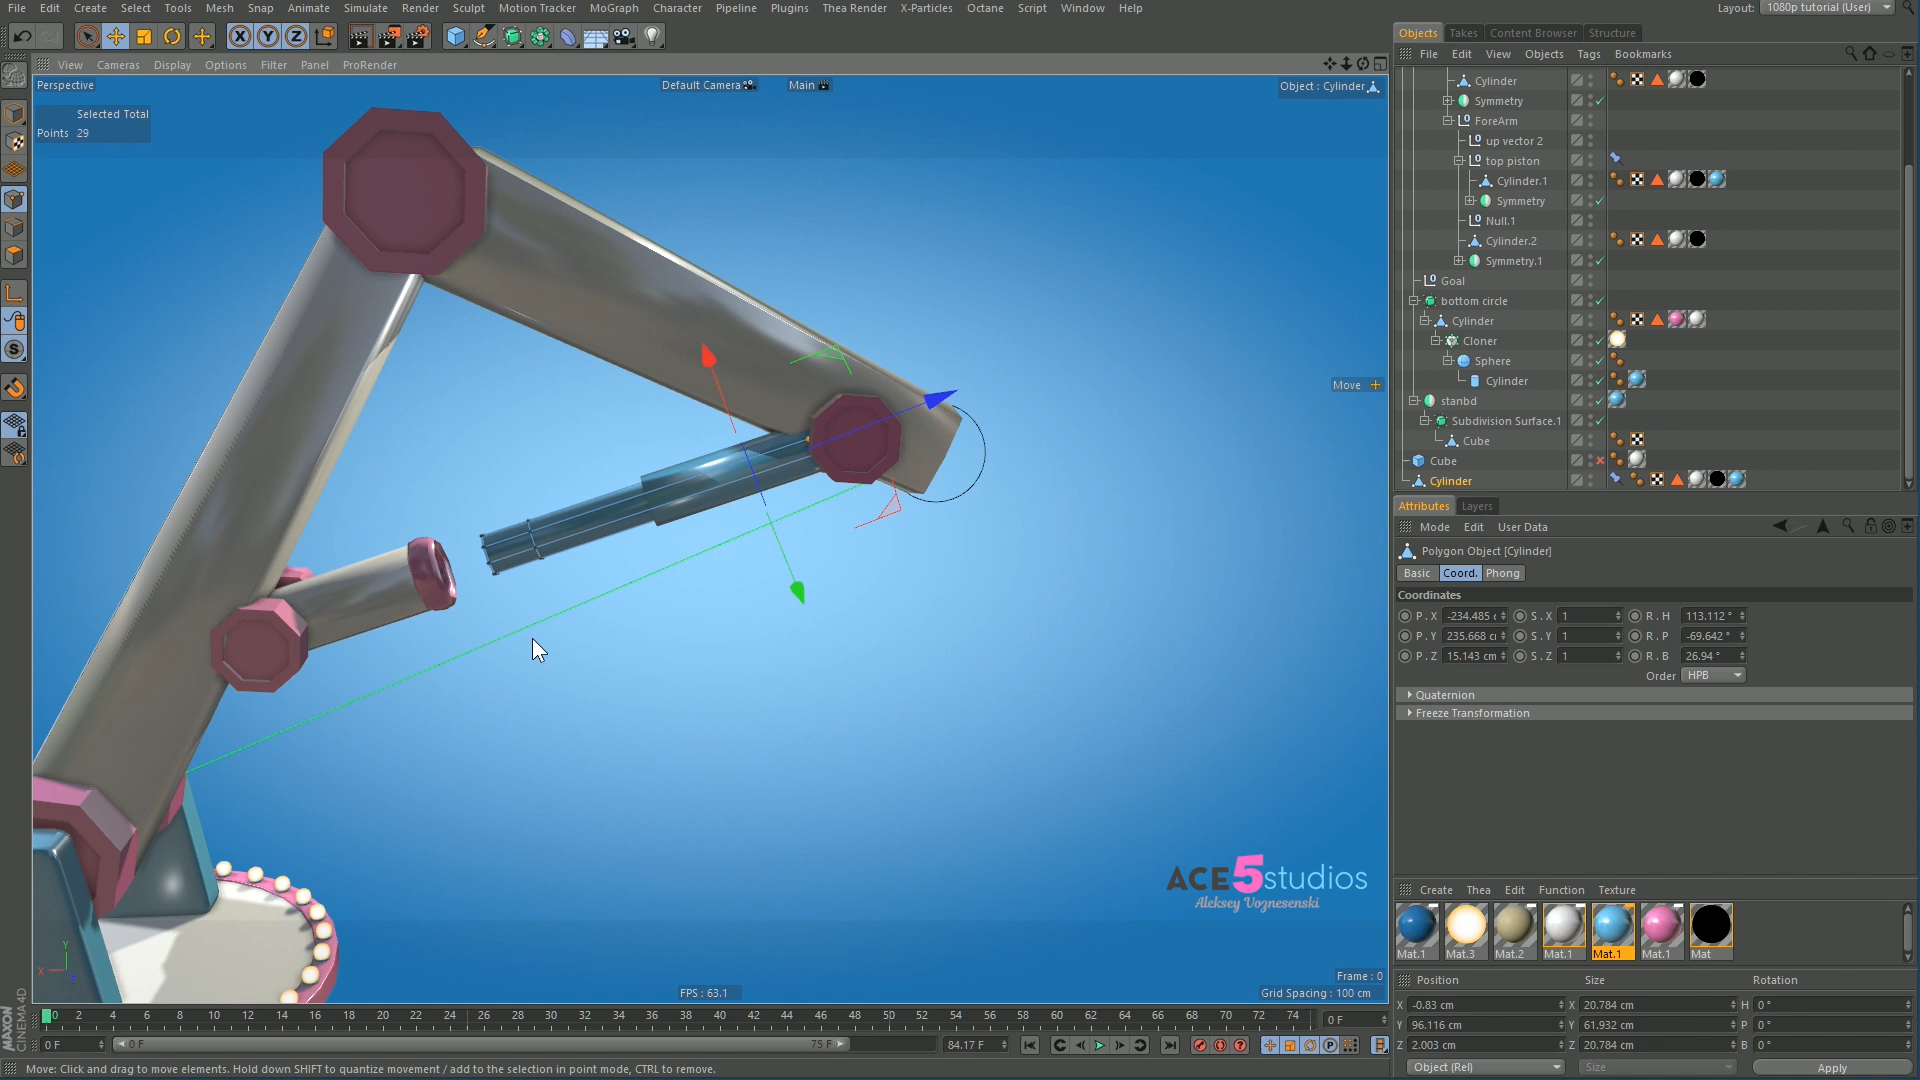 File Edit Create Select Tools Mesh Snap Animate Simulate Render Sculpt Motion Tracker MoGraph Character Pipeline Plugins Thea Render X-Particles Octane Script Window Help
Layout: 1080p tutorial (User)
X Y Z
Objects Takes Content Browser Structure
View Cameras Display Options Filter Panel ProRender
File Edit View Objects Tags Bookmarks
Perspective
Default Camera
Main
Object : Cylinder
Selected Total
Points 29
Move
Cylinder
Symmetry
ForeArm
up vector 2
top piston
Cylinder.1
Symmetry
Null.1
Cylinder.2
Symmetry.1
Goal
bottom circle
Cylinder
Cloner
Sphere
Cylinder
stanbd
Subdivision Surface.1
Cube
Cube
Cylinder
Attributes Layers
Mode Edit User Data
Polygon Object [Cylinder]
Basic Coord. Phong
Coordinates
P . X -234.485 S . X 1 R . H 113.112 °
P . Y 235.668 S . Y 1 R . P -69.642 °
P . Z 15.143 cm S . Z 1 R . B 26.94 °
Order HPB
Quaternion
Freeze Transformation
ACE5studios
Aleksey Voznesenski
Create Thea Edit Function Texture
Mat.1 Mat.3 Mat.2 Mat.1 Mat.1 Mat.1 Mat
Y
X
Frame : 0
FPS : 63.1
Grid Spacing : 100 cm
Position Size Rotation
X -0.83 cm X 20.784 cm H 0 °
Y 96.116 cm Y 61.932 cm P 0 °
Z 2.003 cm Z 20.784 cm B 0 °
Object (Rel) Size Apply
0 2 4 6 8 10 12 14 16 18 20 22 24 26 28 30 32 34 36 38 40 42 44 46 48 50 52 54 56 58 60 62 64 66 68 70 72 74
0 F
0 F 0 F 75 F 84.17 F
MAXON
CINEMA4D
Move: Click and drag to move elements. Hold down SHIFT to quantize movement / add to the selection in point mode, CTRL to remove.